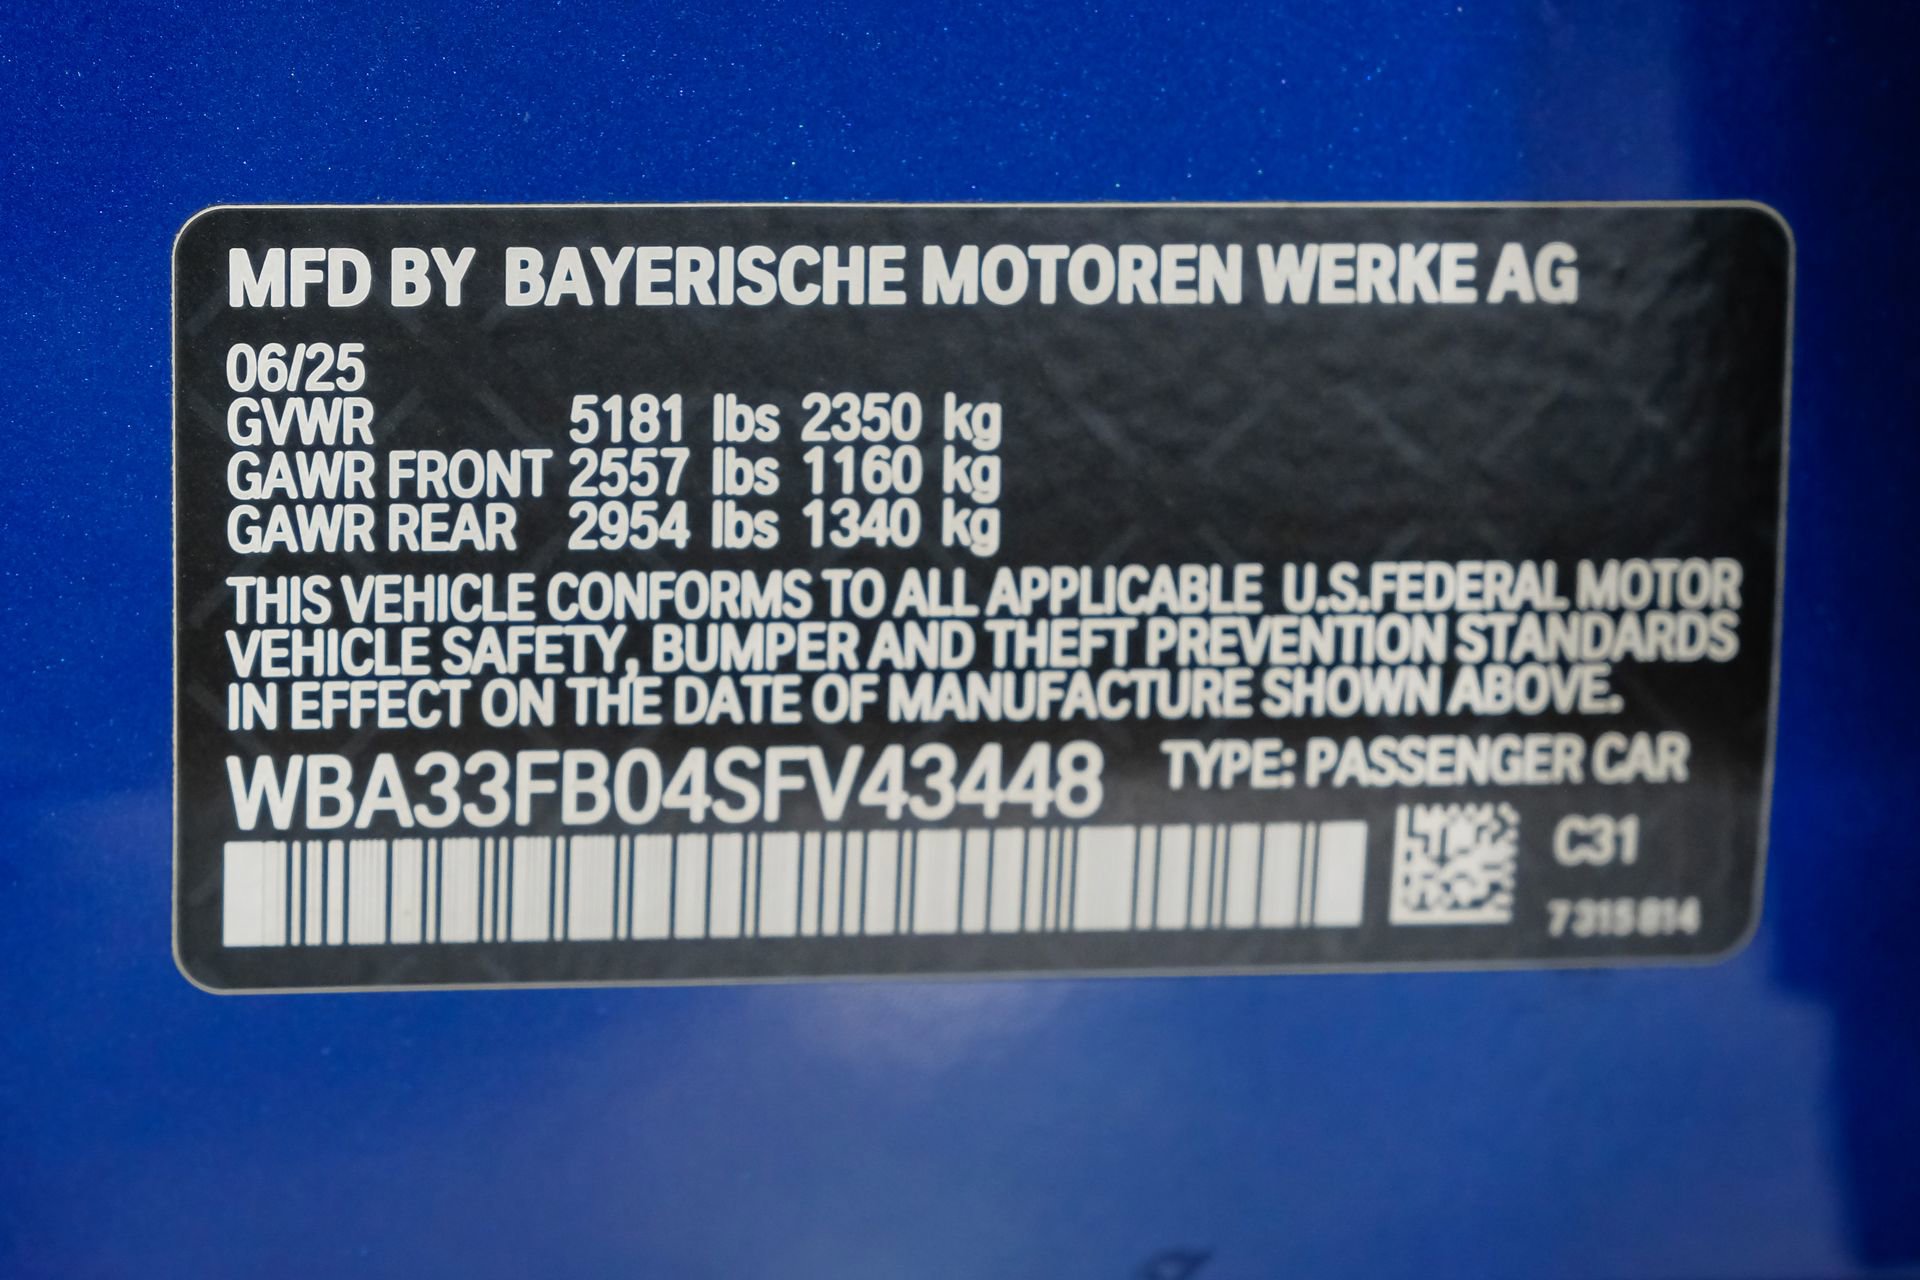 MFD BY BAYERISCHE MOTOREN WERKE AG
06/25
GVWR 5181 lbs 2350 kg
GAWR FRONT 2557 lbs 1160 kg
GAWR REAR 2954 lbs 1340 kg
THIS VEHICLE CONFORMS TO ALL APPLICABLE U.S.FEDERAL MOTOR
VEHICLE SAFETY, BUMPER AND THEFT PREVENTION STANDARDS
IN EFFECT ON THE DATE OF MANUFACTURE SHOWN ABOVE.
WBA33FB04SFV43448 TYPE: PASSENGER CAR
C31
7315814